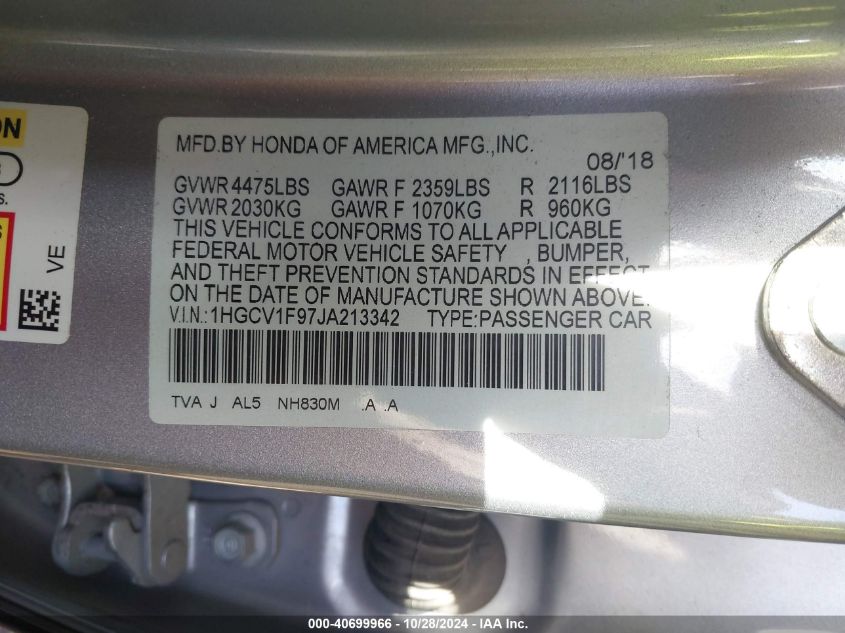 ON
S.
S
VE
MFD.BY HONDA OF AMERICA MFG.,INC.
08/'18
GVWR 4475LBS GAWR F 2359LBS R 2116LBS
GVWR 2030KG GAWR F 1070KG R 960KG
THIS VEHICLE CONFORMS TO ALL APPLICABLE
FEDERAL MOTOR VEHICLE SAFETY , BUMPER,
AND THEFT PREVENTION STANDARDS IN EFFECT
ON THE DATE OF MANUFACTURE SHOWN ABOVE.
V.I.N.:1HGCV1F97JA213342 TYPE:PASSENGER CAR
TVA J AL5 NH830M .A .A
000-40699966 - 10/28/2024 - IAA Inc.